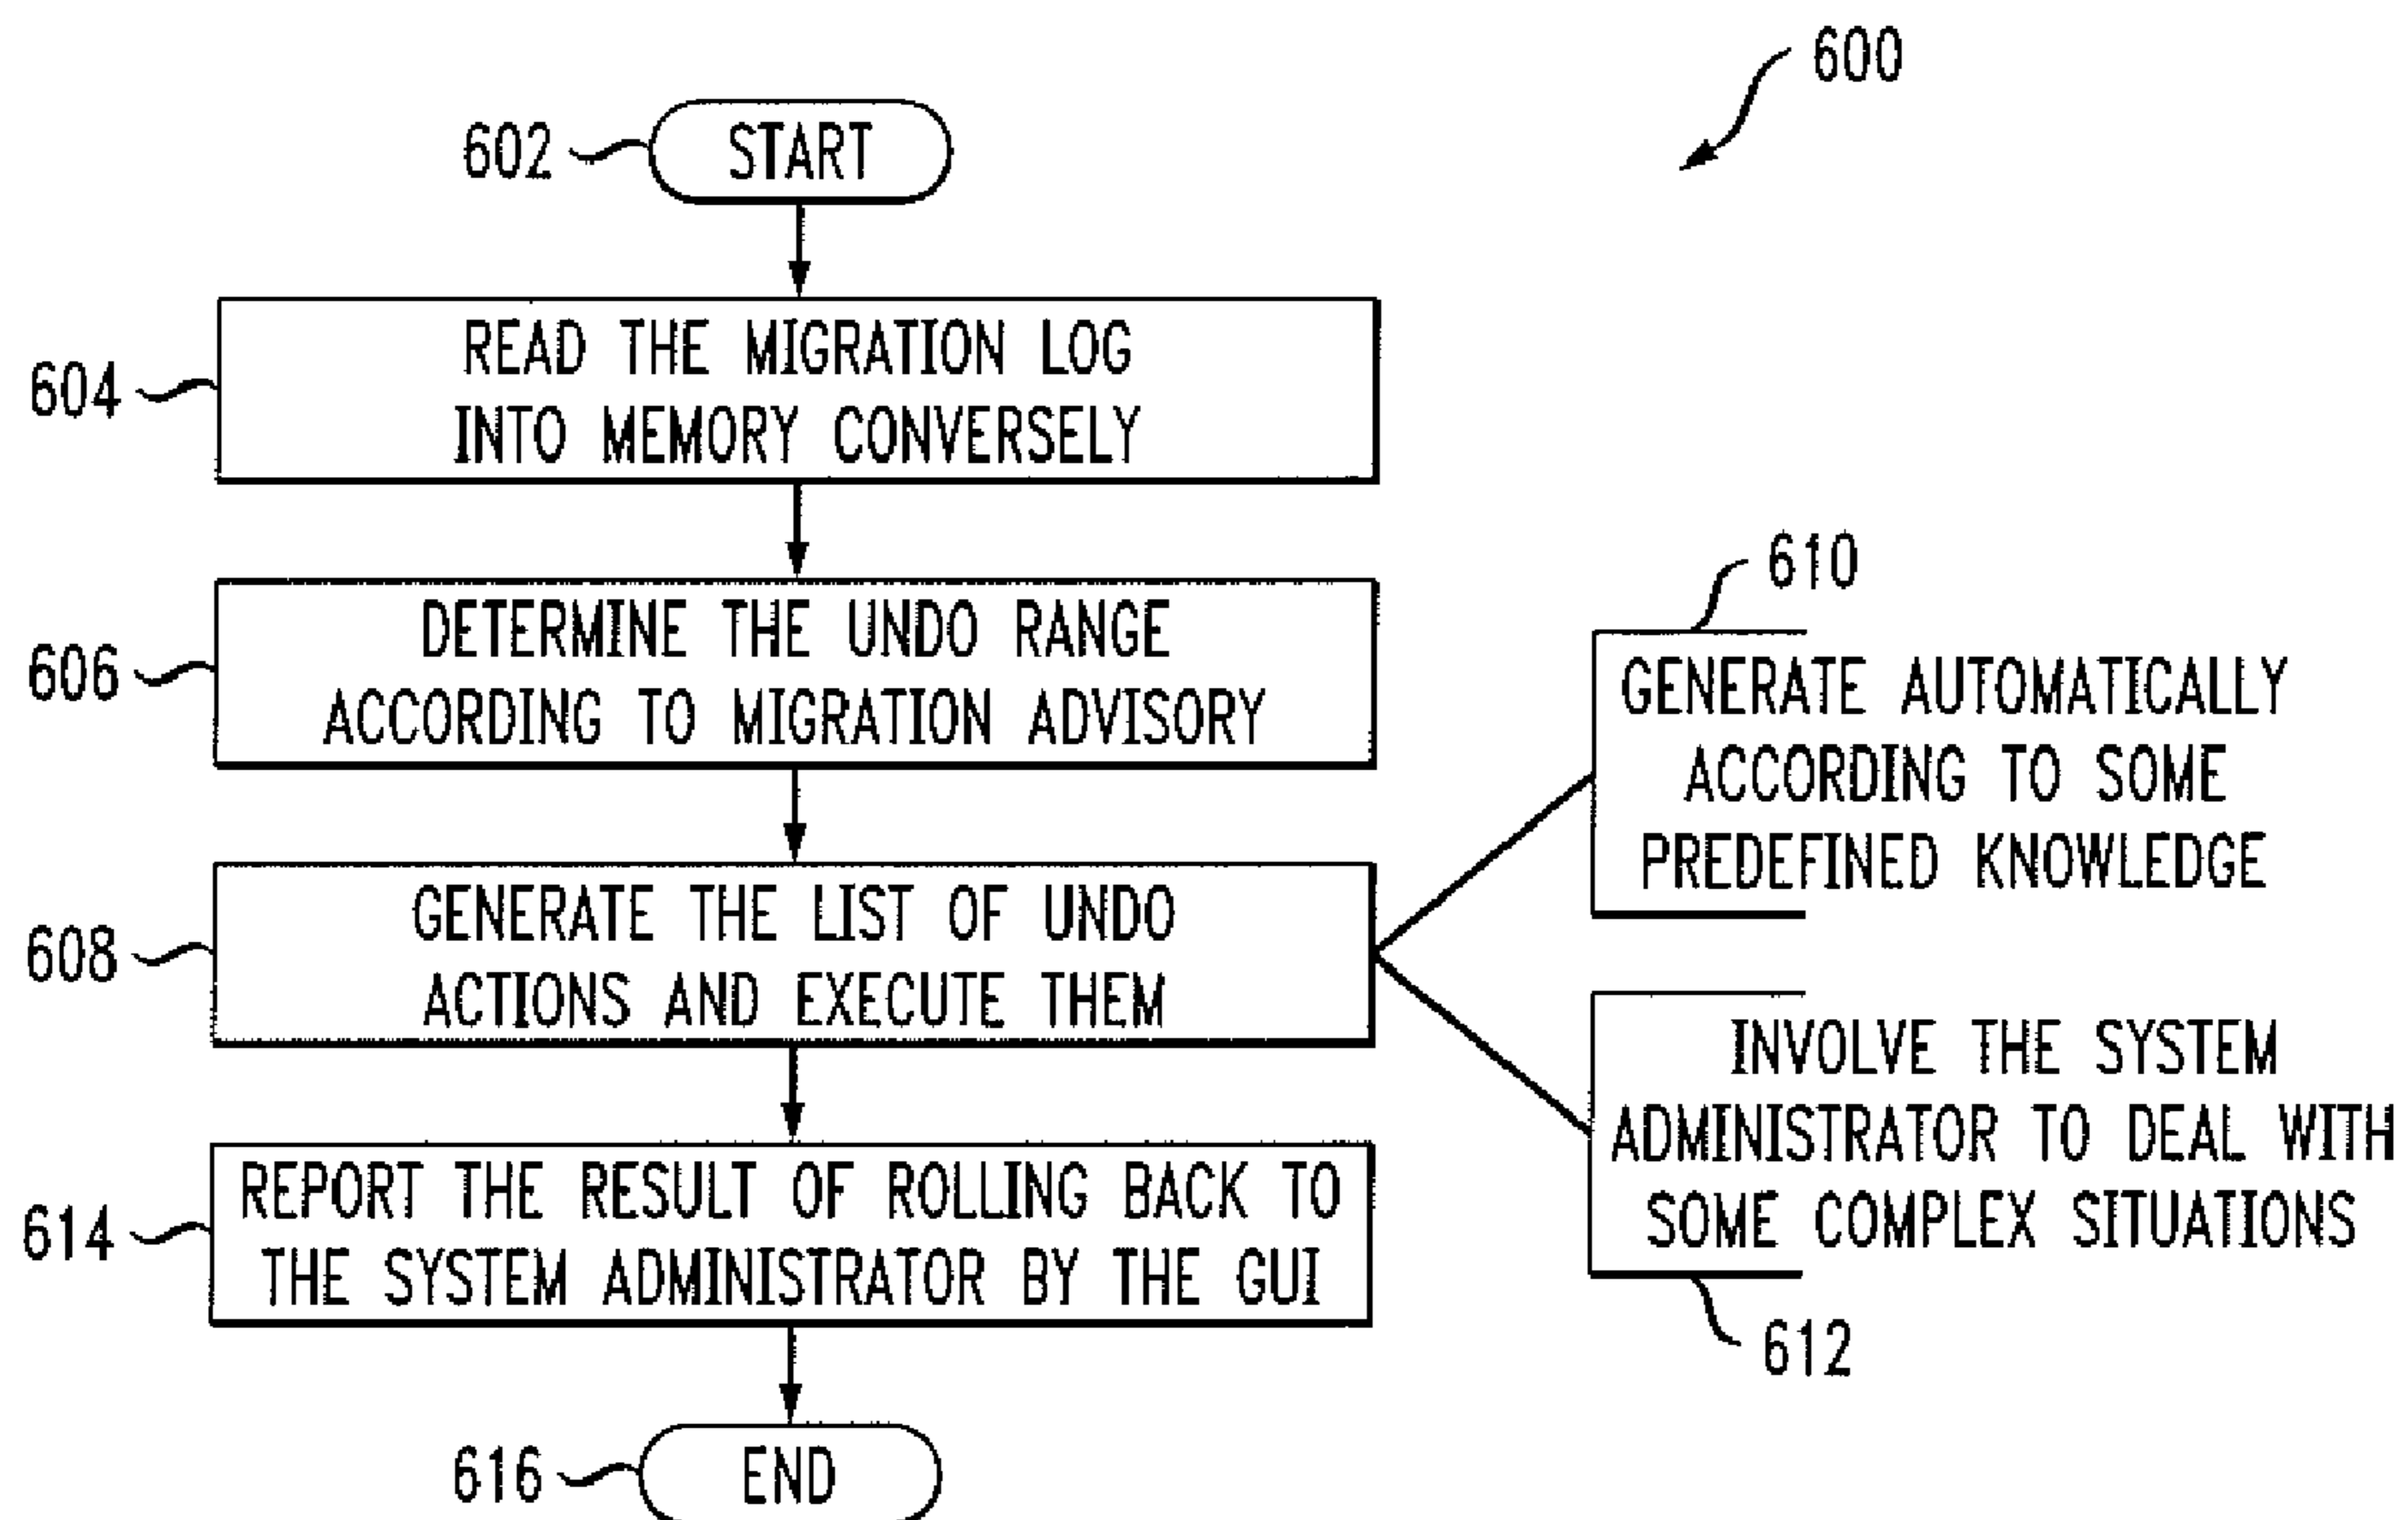 600
602
START
604
READ THE MIGRATION LOG
INTO MEMORY CONVERSELY
606
DETERMINE THE UNDO RANGE
ACCORDING TO MIGRATION ADVISORY
610
GENERATE AUTOMATICALLY
ACCORDING TO SOME
PREDEFINED KNOWLEDGE
608
GENERATE THE LIST OF UNDO
ACTIONS AND EXECUTE THEM
INVOLVE THE SYSTEM
ADMINISTRATOR TO DEAL WITH
SOME COMPLEX SITUATIONS
612
614
REPORT THE RESULT OF ROLLING BACK TO
THE SYSTEM ADMINISTRATOR BY THE GUI
616
END